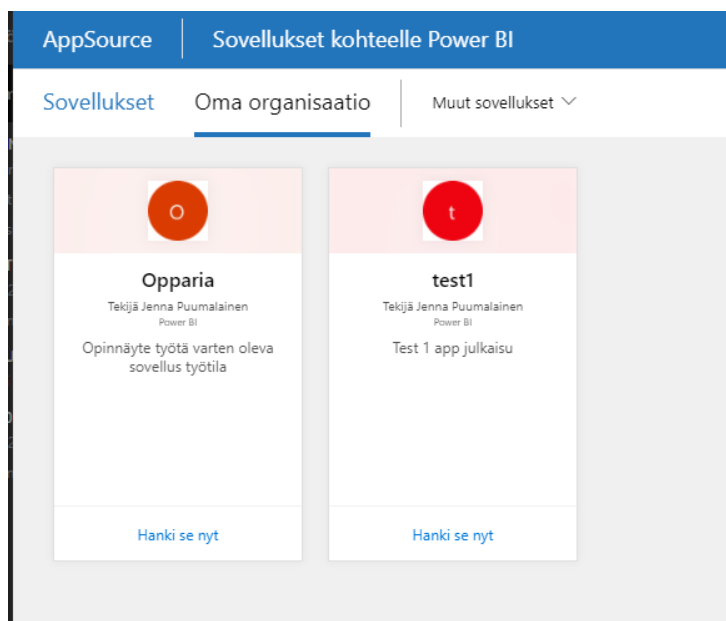 AppSource Sovellukset kohteelle Power BI
Sovellukset Oma organisaatio Muut sovellukset
O
Opparia
Tekijä Jenna Puumalainen
Power BI
Opinnäyte työtä varten oleva
sovellus työtila
Hanki se nyt
t
test1
Tekijä Jenna Puumalainen
Power BI
Test 1 app julkaisu
Hanki se nyt